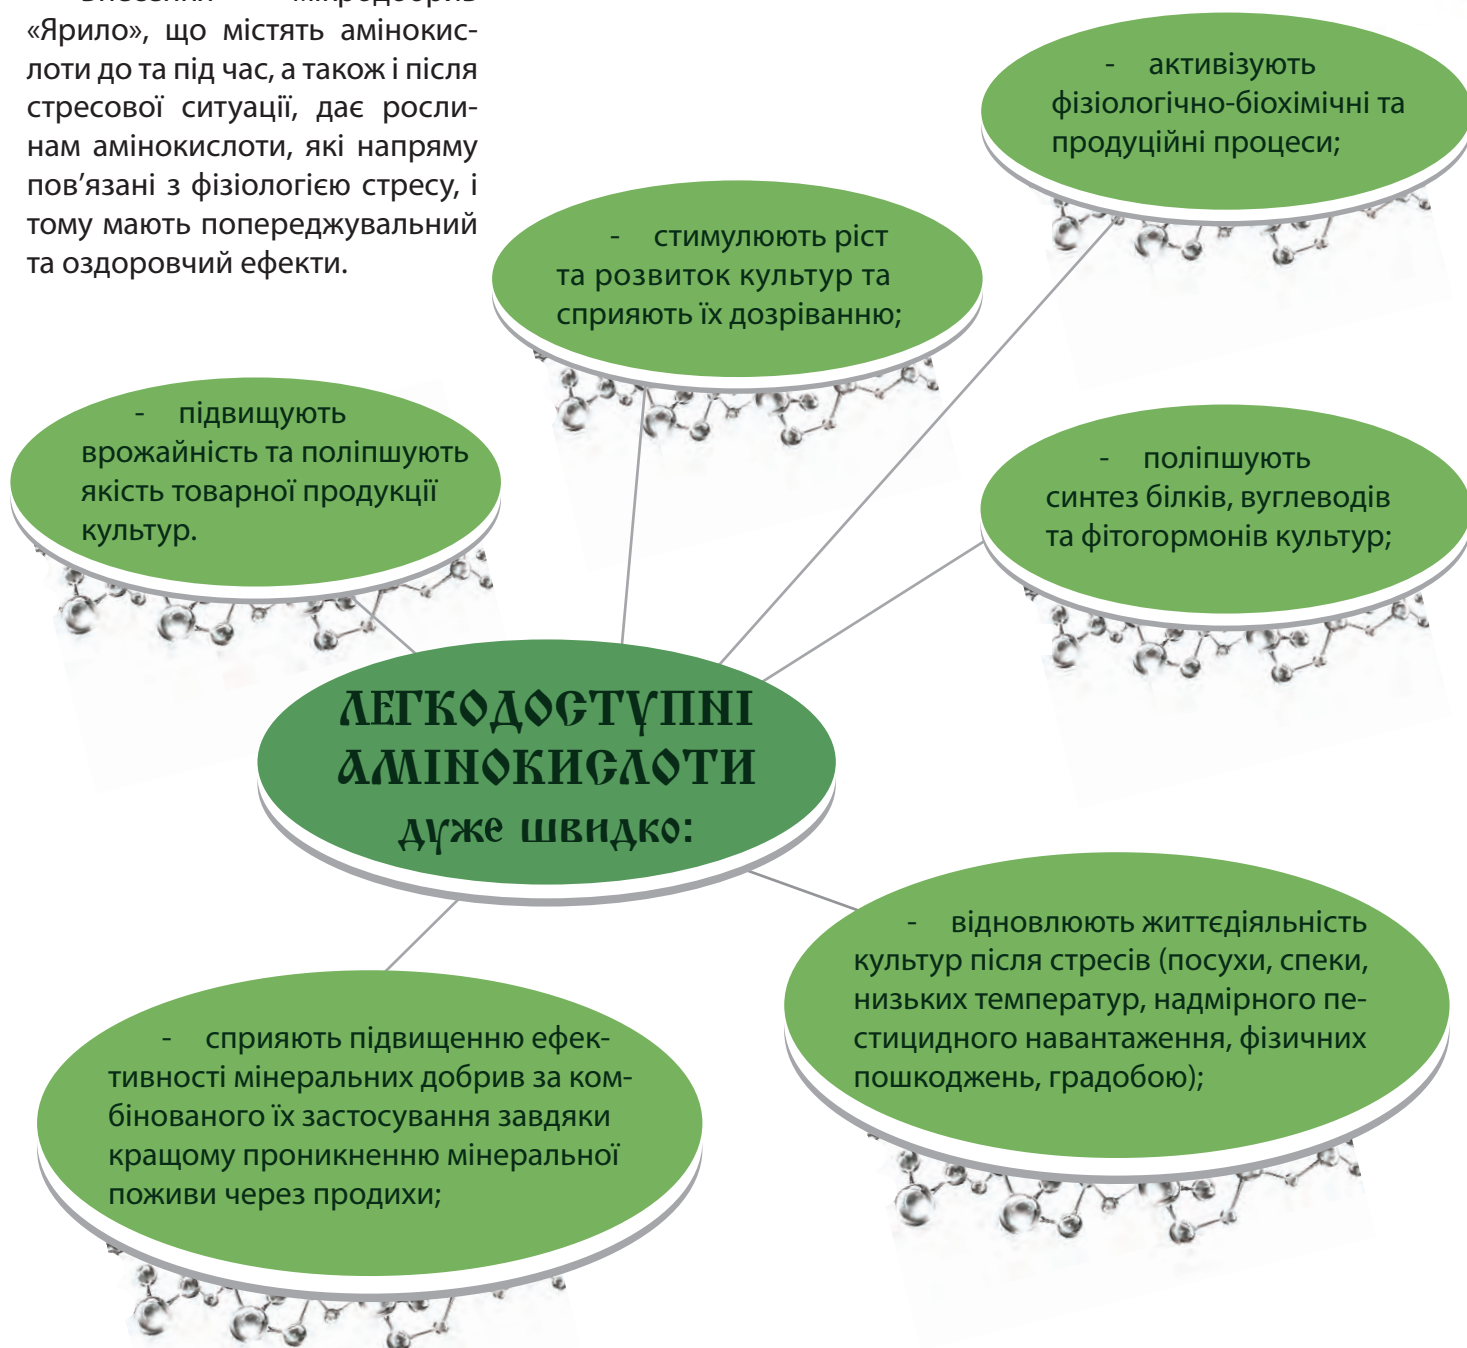 «Ярило», що містять амінокис-
лоти до та під час, а також і після
стресової ситуації, дає росли-
нам амінокислоти, які напряму
пов’язані з фізіологією стресу, і
тому мають попереджувальний
та оздоровчий ефекти.
- активізують
фізіологічно-біохімічні та
продуційні процеси;
- стимулюють ріст
та розвиток культур та
сприяють їх дозріванню;
- підвищують
врожайність та поліпшують
якість товарної продукції
культур.
- поліпшують
синтез білків, вуглеводів
та фітогормонів культур;
ЛЕГКОДОСТУПНІ
АМІНОКИСЛОТИ
дуже швидко:
- відновлюють життєдіяльність
культур після стресів (посухи, спеки,
низьких температур, надмірного пе-
стицидного навантаження, фізичних
пошкоджень, градобою);
- сприяють підвищенню ефек-
тивності мінеральних добрив за ком-
бінованого їх застосування завдяки
кращому проникненню мінеральної
поживи через продихи;